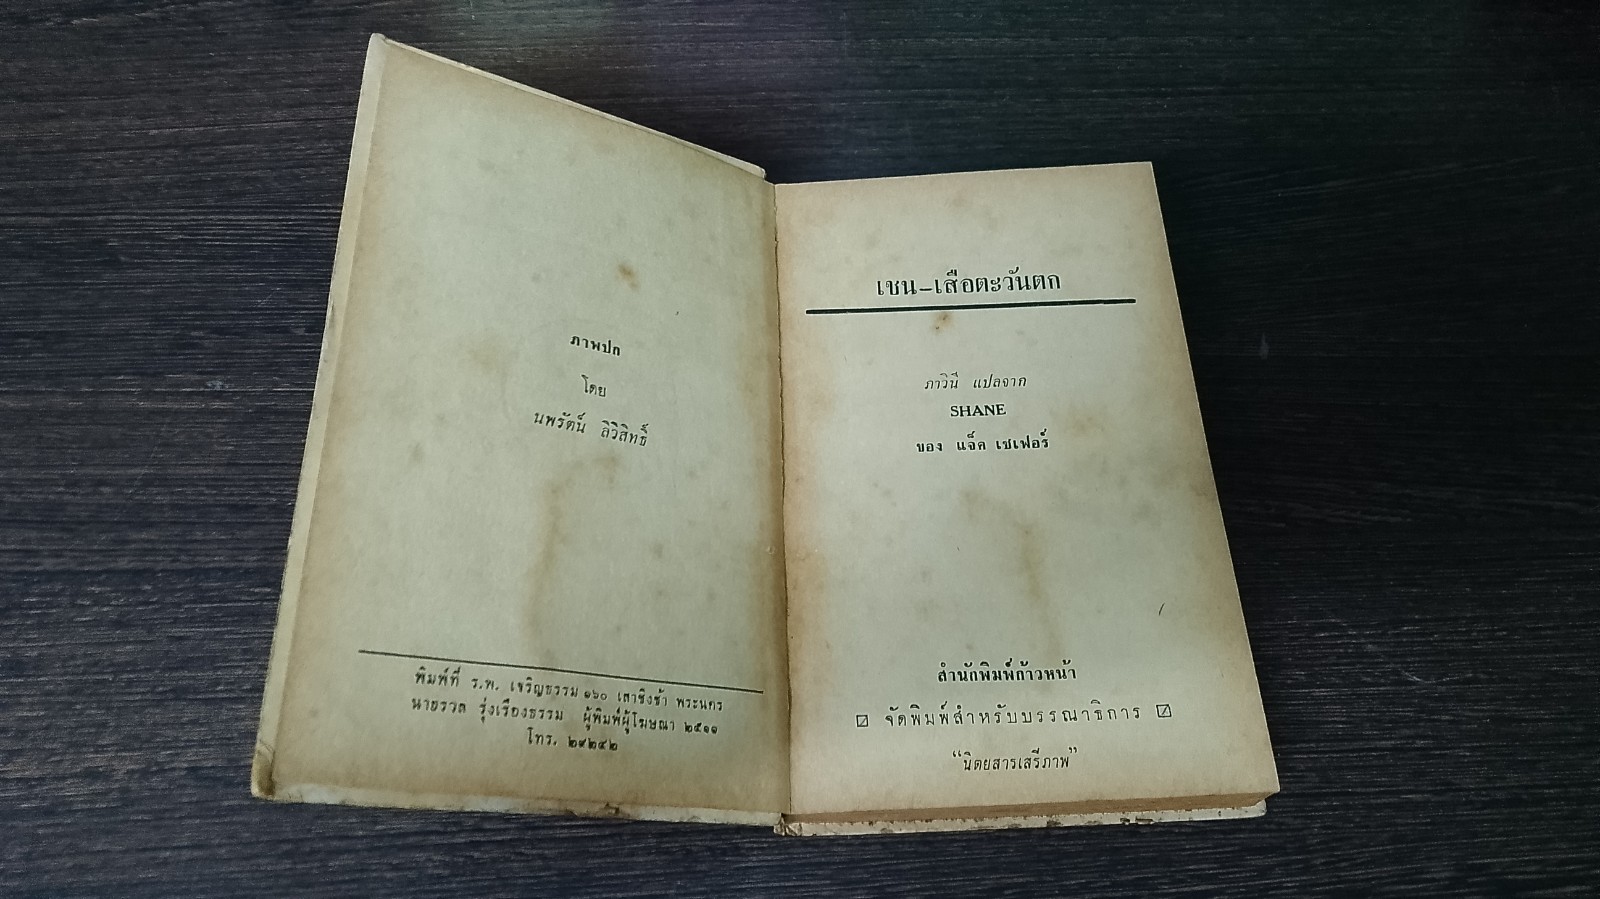 ภาพปก
โดย
นพรัตน์ ลิวิสิทธิ์
พิมพ์ที่ ร.พ. เจริญธรรม ๑๖๐ เสาชิงช้า พระนคร
นายรวล รุ่งเรืองธรรม ผู้พิมพ์ผู้โฆษณา ๒๕๑๑
โทร. ๒๙๒๔๒
เชน-เสือตะวันตก
ภาวินี แปลจาก
SHANE
ของ แจ็ค เชเฟอร์
สำนักพิมพ์ก้าวหน้า
จัดพิมพ์สำหรับบรรณาธิการ
“นิตยสารเสรีภาพ”